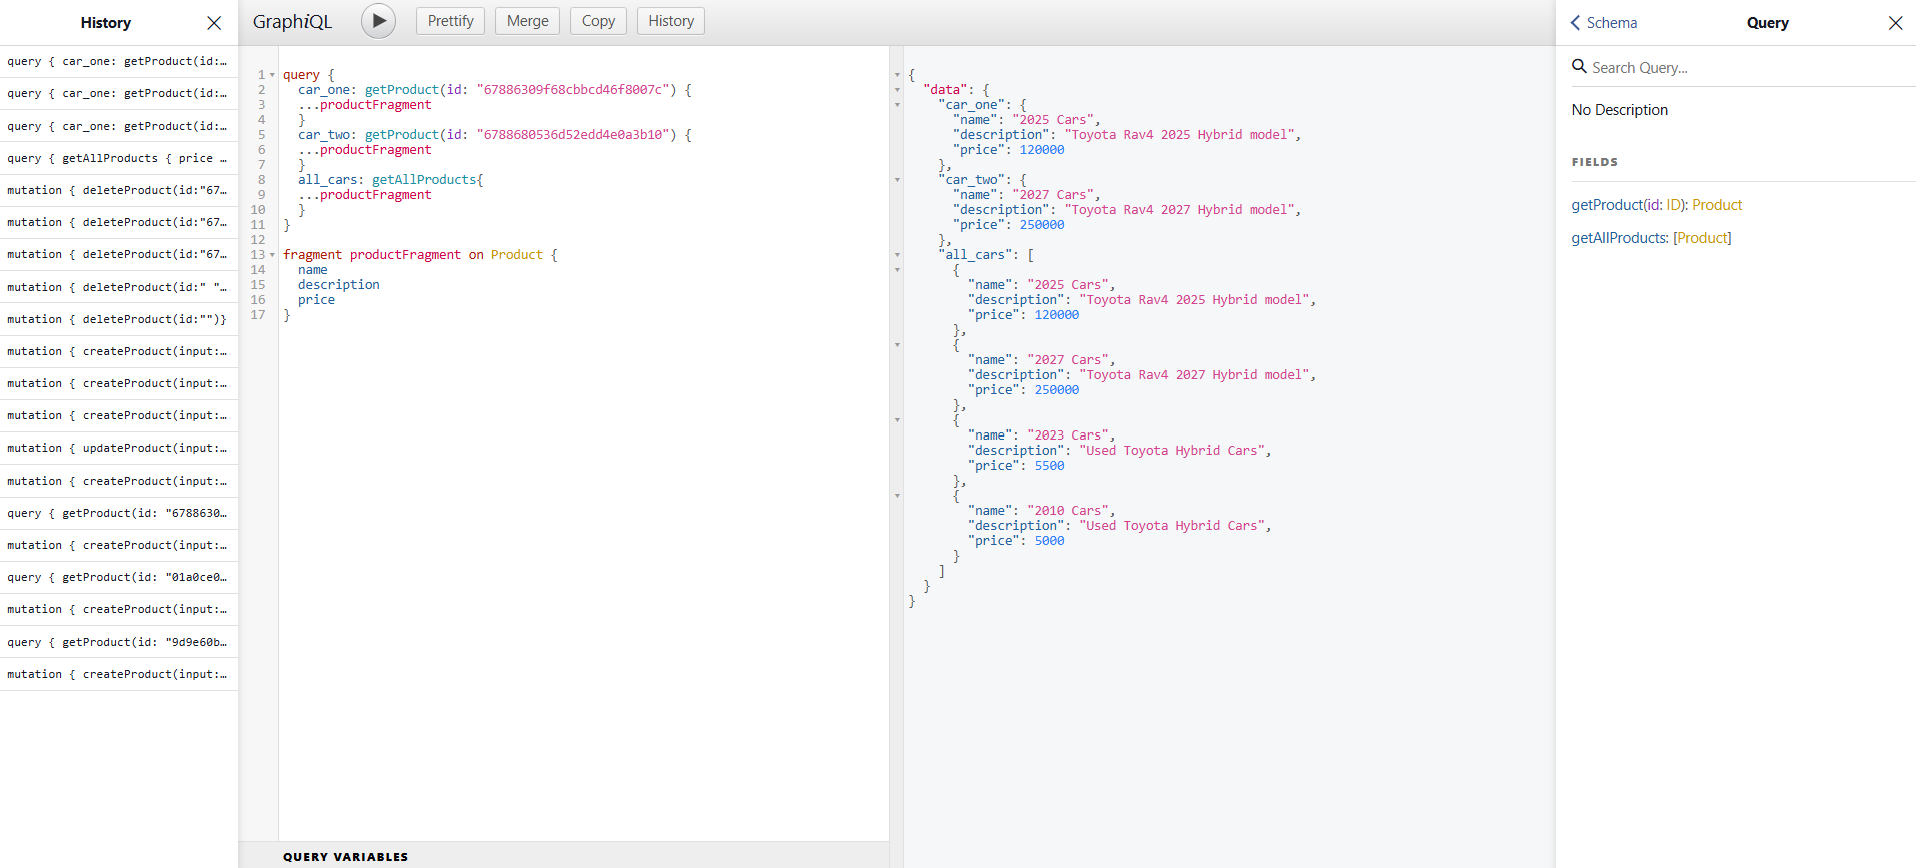 History
query { car_one: getProduct(id:…
query { car_one: getProduct(id:…
query { car_one: getProduct(id:…
query { getAllProducts { price …
mutation { deleteProduct(id:"67…
mutation { deleteProduct(id:"67…
mutation { deleteProduct(id:"67…
mutation { deleteProduct(id:" "…
mutation { deleteProduct(id:"")}
mutation { createProduct(input:…
mutation { createProduct(input:…
mutation { createProduct(input:…
mutation { updateProduct(input:…
mutation { createProduct(input:…
query { getProduct(id: "6788630…
mutation { createProduct(input:…
query { getProduct(id: "01a0ce0…
mutation { createProduct(input:…
query { getProduct(id: "9d9e60b…
mutation { createProduct(input:…
GraphiQL
Prettify
Merge
Copy
History
1 query {
2 car_one: getProduct(id: "67886309f68cbbcd46f8007c") {
3 ...productFragment
4 }
5 car_two: getProduct(id: "6788680536d52edd4e0a3b10") {
6 ...productFragment
7 }
8 all_cars: getAllProducts{
9 ...productFragment
10 }
11 }
12
13 fragment productFragment on Product {
14 name
15 description
16 price
17 }
QUERY VARIABLES
{
"data": {
"car_one": {
"name": "2025 Cars",
"description": "Toyota Rav4 2025 Hybrid model",
"price": 120000
},
"car_two": {
"name": "2027 Cars",
"description": "Toyota Rav4 2027 Hybrid model",
"price": 250000
},
"all_cars": [
{
"name": "2025 Cars",
"description": "Toyota Rav4 2025 Hybrid model",
"price": 120000
},
{
"name": "2027 Cars",
"description": "Toyota Rav4 2027 Hybrid model",
"price": 250000
},
{
"name": "2023 Cars",
"description": "Used Toyota Hybrid Cars",
"price": 5500
},
{
"name": "2010 Cars",
"description": "Used Toyota Hybrid Cars",
"price": 5000
}
]
}
}
Schema
Query
Search Query...
No Description
FIELDS
getProduct(id: ID): Product
getAllProducts: [Product]